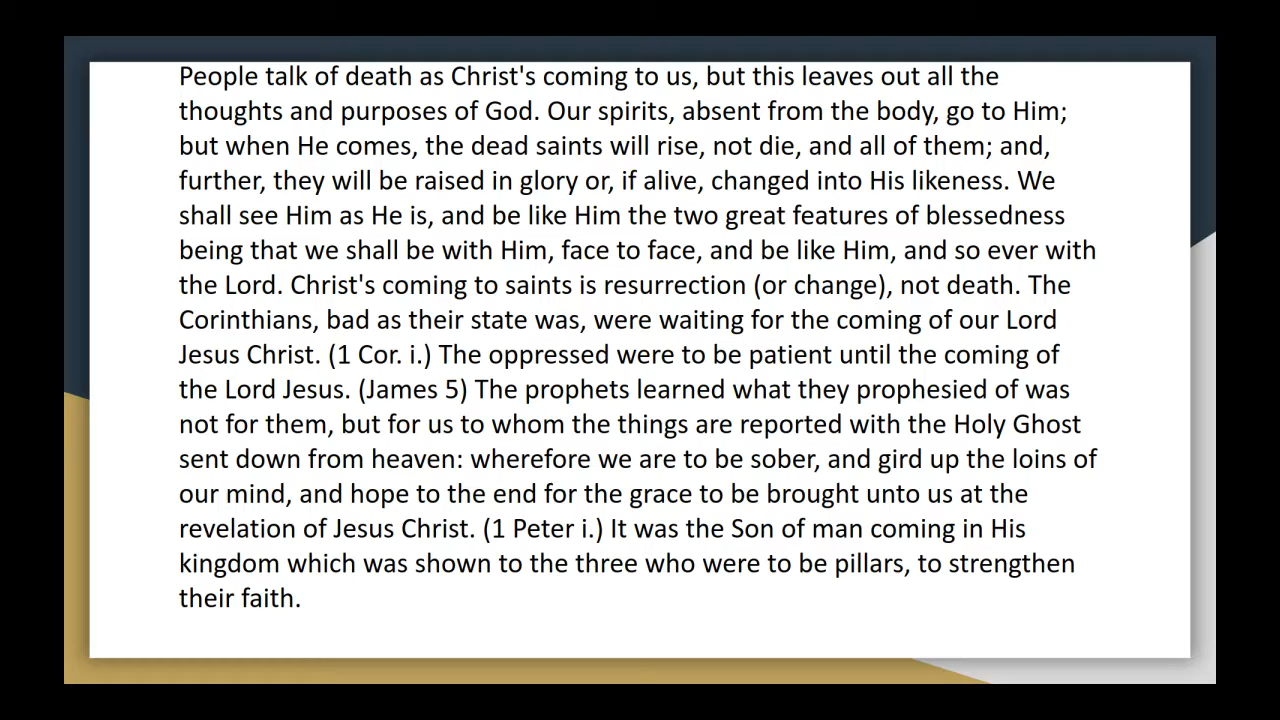 People talk of death as Christ's coming to us, but this leaves out all the
thoughts and purposes of God. Our spirits, absent from the body, go to Him;
but when He comes, the dead saints will rise, not die, and all of them; and,
further, they will be raised in glory or, if alive, changed into His likeness. We
shall see Him as He is, and be like Him the two great features of blessedness
being that we shall be with Him, face to face, and be like Him, and so ever with
the Lord. Christ's coming to saints is resurrection (or change), not death. The
Corinthians, bad as their state was, were waiting for the coming of our Lord
Jesus Christ. (1 Cor. i.) The oppressed were to be patient until the coming of
the Lord Jesus. (James 5) The prophets learned what they prophesied of was
not for them, but for us to whom the things are reported with the Holy Ghost
sent down from heaven: wherefore we are to be sober, and gird up the loins of
our mind, and hope to the end for the grace to be brought unto us at the
revelation of Jesus Christ. (1 Peter i.) It was the Son of man coming in His
kingdom which was shown to the three who were to be pillars, to strengthen
their faith.